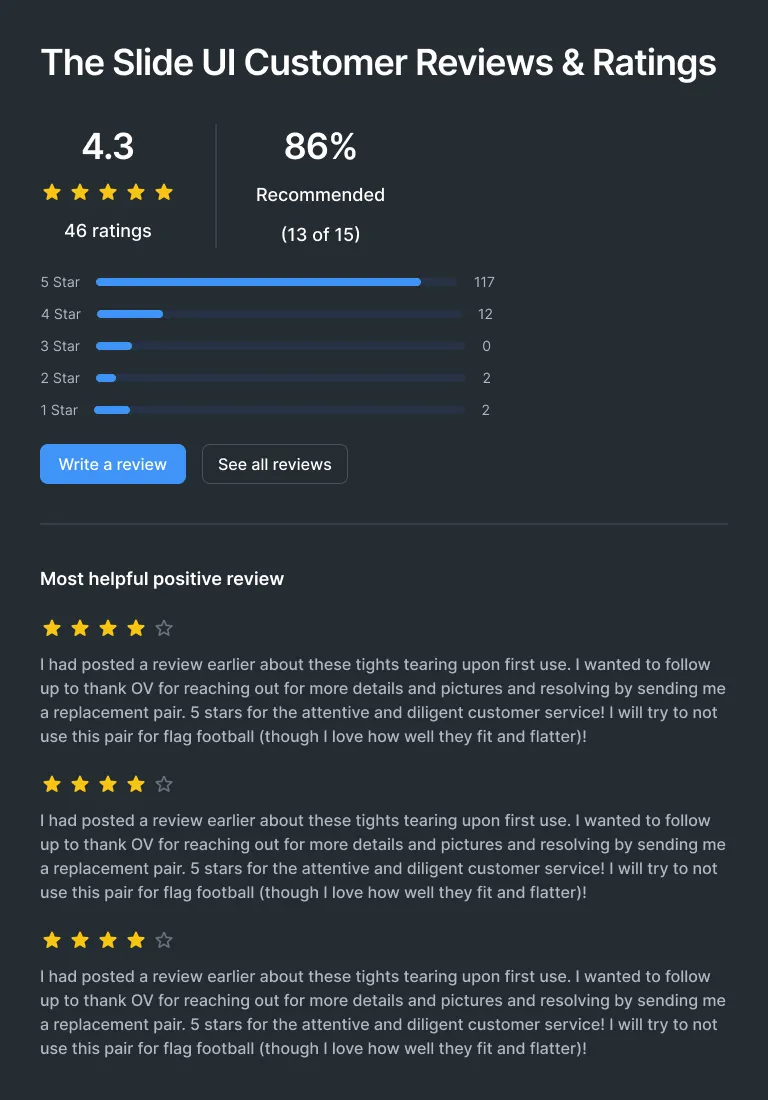 The Slide UI Customer Reviews & Ratings
4.3
46 ratings
86%
Recommended
(13 of 15)
5 Star 117
4 Star 12
3 Star 0
2 Star 2
1 Star 2
Write a review
See all reviews
Most helpful positive review
I had posted a review earlier about these tights tearing upon first use. I wanted to follow
up to thank OV for reaching out for more details and pictures and resolving by sending me
a replacement pair. 5 stars for the attentive and diligent customer service! I will try to not
use this pair for flag football (though I love how well they fit and flatter)!
I had posted a review earlier about these tights tearing upon first use. I wanted to follow
up to thank OV for reaching out for more details and pictures and resolving by sending me
a replacement pair. 5 stars for the attentive and diligent customer service! I will try to not
use this pair for flag football (though I love how well they fit and flatter)!
I had posted a review earlier about these tights tearing upon first use. I wanted to follow
up to thank OV for reaching out for more details and pictures and resolving by sending me
a replacement pair. 5 stars for the attentive and diligent customer service! I will try to not
use this pair for flag football (though I love how well they fit and flatter)!